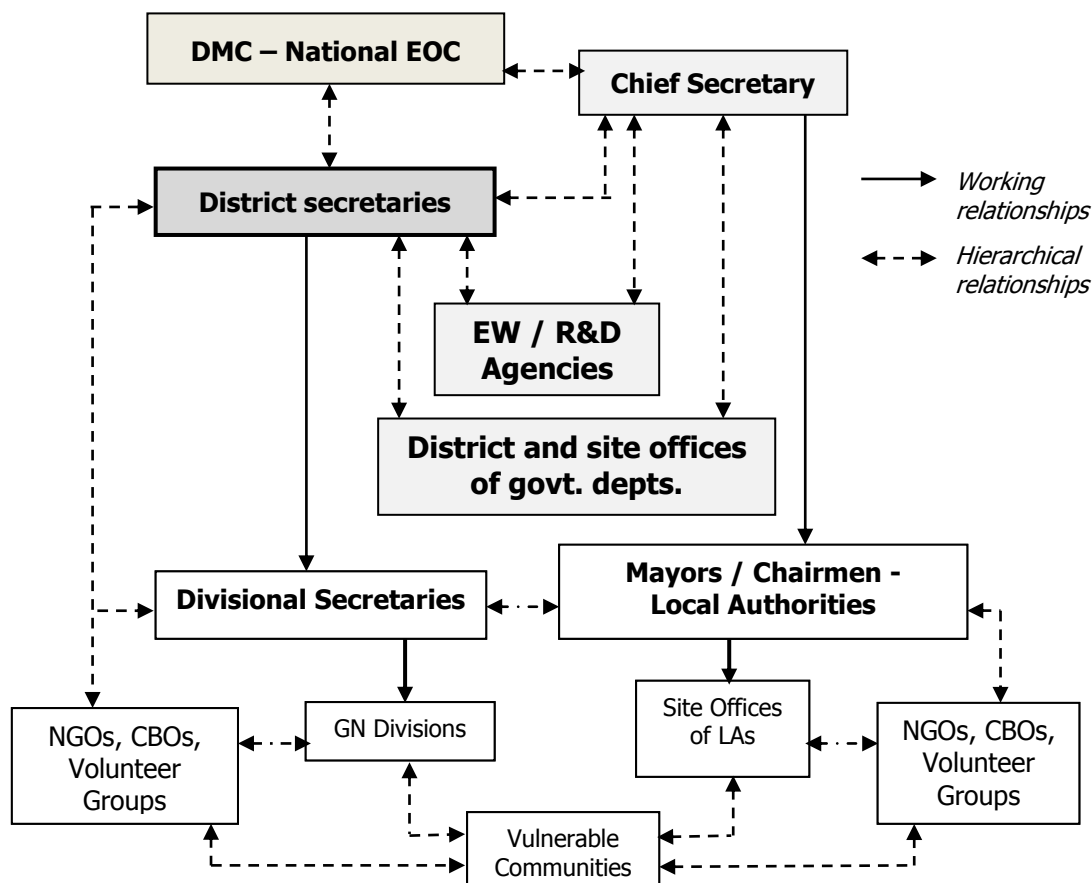 DMC – National EOC
Chief Secretary
District secretaries
Working
relationships
Hierarchical
relationships
EW / R&D
Agencies
District and site offices
of govt. depts.
Divisional Secretaries
Mayors / Chairmen -
Local Authorities
NGOs, CBOs,
Volunteer
Groups
GN Divisions
Site Offices
of LAs
NGOs, CBOs,
Volunteer
Groups
Vulnerable
Communities